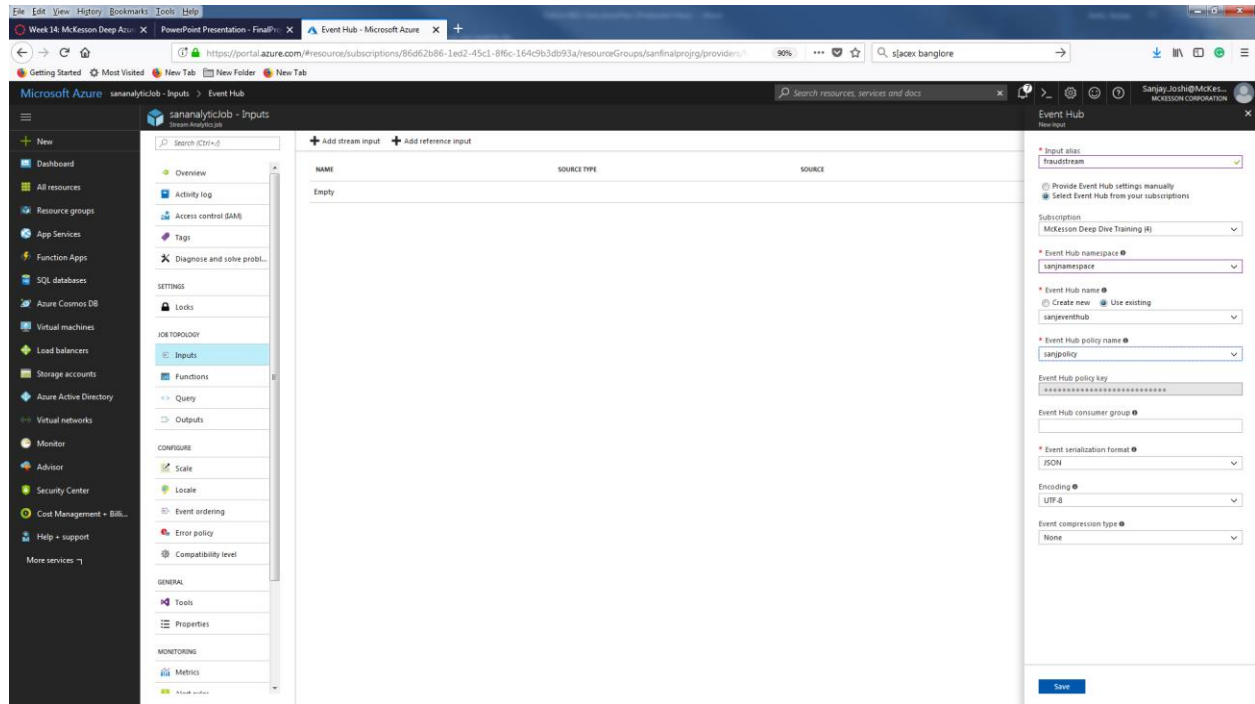 File Edit View History Bookmarks Tools Help
Week 14: McKesson Deep Azu
PowerPoint Presentation - FinalPro
Event Hub - Microsoft Azure
https://portal.azure.com/#resource/subscriptions/86d62b86-1ed2-45c1-8f6c-164c9b3db93a/resourceGroups/sanfinalprojrg/providers/
90%
s[acex banglore
Getting Started Most Visited New Tab New Folder New Tab
Microsoft Azure sananalyticJob - Inputs > Event Hub
Search resources, services and docs
Sanjay.Joshi@McKes...
MCKESSON CORPORATION
New
Dashboard
All resources
Resource groups
App Services
Function Apps
SQL databases
Azure Cosmos DB
Virtual machines
Load balancers
Storage accounts
Azure Active Directory
Virtual networks
Monitor
Advisor
Security Center
Cost Management + Billi...
Help + support
More services
sananalyticJob - Inputs
Stream Analytics job
Search (Ctrl+/)
Overview
Activity log
Access control (IAM)
Tags
Diagnose and solve probl...
SETTINGS
Locks
JOB TOPOLOGY
Inputs
Functions
Query
Outputs
CONFIGURE
Scale
Locale
Event ordering
Error policy
Compatibility level
GENERAL
Tools
Properties
MONITORING
Metrics
Alert rules
Add stream input Add reference input
NAME SOURCE TYPE SOURCE
Empty
Event Hub
New input
* Input alias
fraudstream
Provide Event Hub settings manually
Select Event Hub from your subscriptions
Subscription
McKesson Deep Dive Training (4)
* Event Hub namespace
sanjnamespace
* Event Hub name
Create new Use existing
sanjeventhub
* Event Hub policy name
sanjpolicy
Event Hub policy key
Event Hub consumer group
* Event serialization format
JSON
Encoding
UTF-8
Event compression type
None
Save